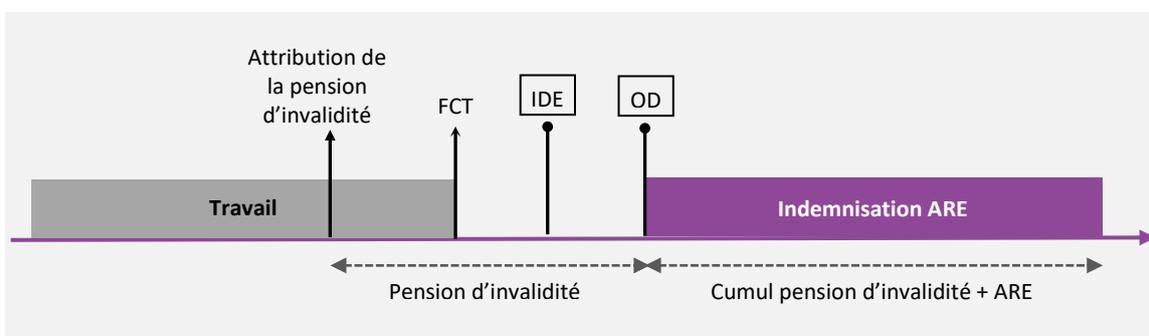 Attribution de
la pension
d’invalidité
FCT
IDE
OD
Travail
Indemnisation ARE
Pension d’invalidité
Cumul pension d’invalidité + ARE